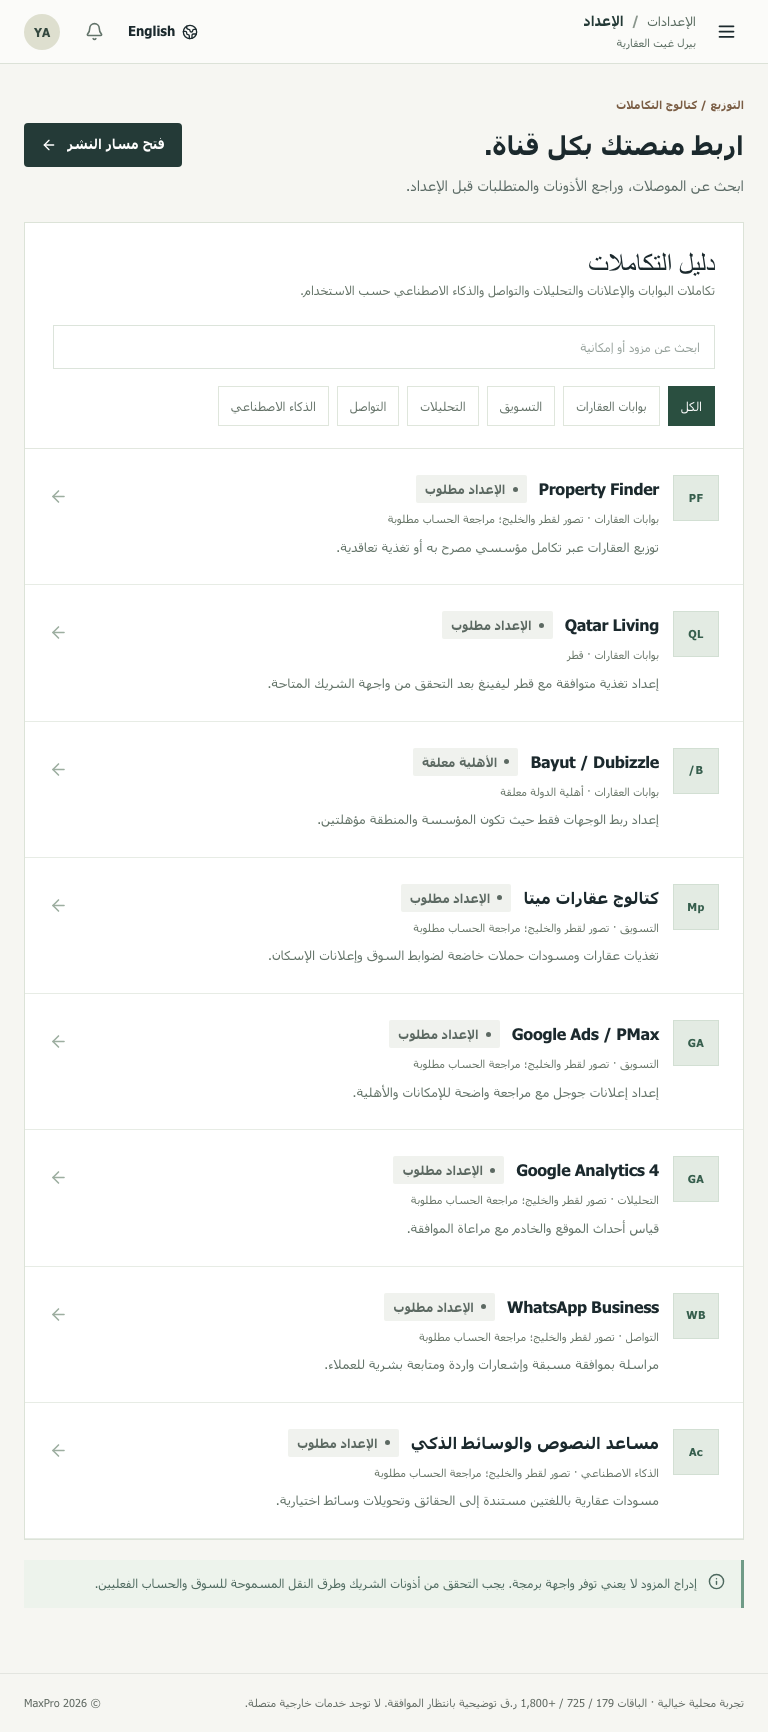 الإعدادات / الإعداد
بيرل غيت العقارية
English
YA
التوزيع / كتالوج التكاملات
اربط منصتك بكل قناة.
فتح مسار النشر
ابحث عن الموصلات، وراجع الأذونات والمتطلبات قبل الإعداد.
دليل التكاملات
تكاملات البوابات والإعلانات والتحليلات والتواصل والذكاء الاصطناعي حسب الاستخدام.
ابحث عن مزود أو إمكانية
الكل
بوابات العقارات
التسويق
التحليلات
التواصل
الذكاء الاصطناعي
PF
Property Finder • الإعداد مطلوب
بوابات العقارات · تصور لقطر والخليج؛ مراجعة الحساب مطلوبة
توزيع العقارات عبر تكامل مؤسسي مصرح به أو تغذية تعاقدية.
QL
Qatar Living • الإعداد مطلوب
بوابات العقارات · قطر
إعداد تغذية متوافقة مع قطر ليفينغ بعد التحقق من واجهة الشريك المتاحة.
B/
Bayut / Dubizzle • الأهلية معلقة
بوابات العقارات · أهلية الدولة معلقة
إعداد ربط الوجهات فقط حيث تكون المؤسسة والمنطقة مؤهلتين.
Mp
كتالوج عقارات ميتا • الإعداد مطلوب
التسويق · تصور لقطر والخليج؛ مراجعة الحساب مطلوبة
تغذيات عقارات ومسودات حملات خاضعة لضوابط السوق وإعلانات الإسكان.
GA
Google Ads / PMax • الإعداد مطلوب
التسويق · تصور لقطر والخليج؛ مراجعة الحساب مطلوبة
إعداد إعلانات جوجل مع مراجعة واضحة للإمكانات والأهلية.
GA
Google Analytics 4 • الإعداد مطلوب
التحليلات · تصور لقطر والخليج؛ مراجعة الحساب مطلوبة
قياس أحداث الموقع والخادم مع مراعاة الموافقة.
WB
WhatsApp Business • الإعداد مطلوب
التواصل · تصور لقطر والخليج؛ مراجعة الحساب مطلوبة
مراسلة بموافقة مسبقة وإشعارات واردة ومتابعة بشرية للعملاء.
Ac
مساعد النصوص والوسائط الذكي • الإعداد مطلوب
الذكاء الاصطناعي · تصور لقطر والخليج؛ مراجعة الحساب مطلوبة
مسودات عقارية باللغتين مستندة إلى الحقائق وتحويلات وسائط اختيارية.
إدراج المزود لا يعني توفر واجهة برمجة. يجب التحقق من أذونات الشريك وطرق النقل المسموحة للسوق والحساب الفعليين.
تجربة محلية خيالية · الباقات 179 / 725 / +1,800 ر.ق توضيحية بانتظار الموافقة. لا توجد خدمات خارجية متصلة.
© 2026 MaxPro